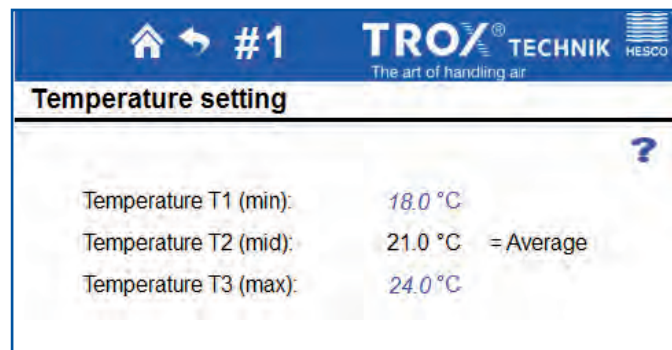 #1 TROX® TECHNIK HESCO
The art of handling air
Temperature setting
?
Temperature T1 (min): 18.0 °C
Temperature T2 (mid): 21.0 °C = Average
Temperature T3 (max): 24.0 °C